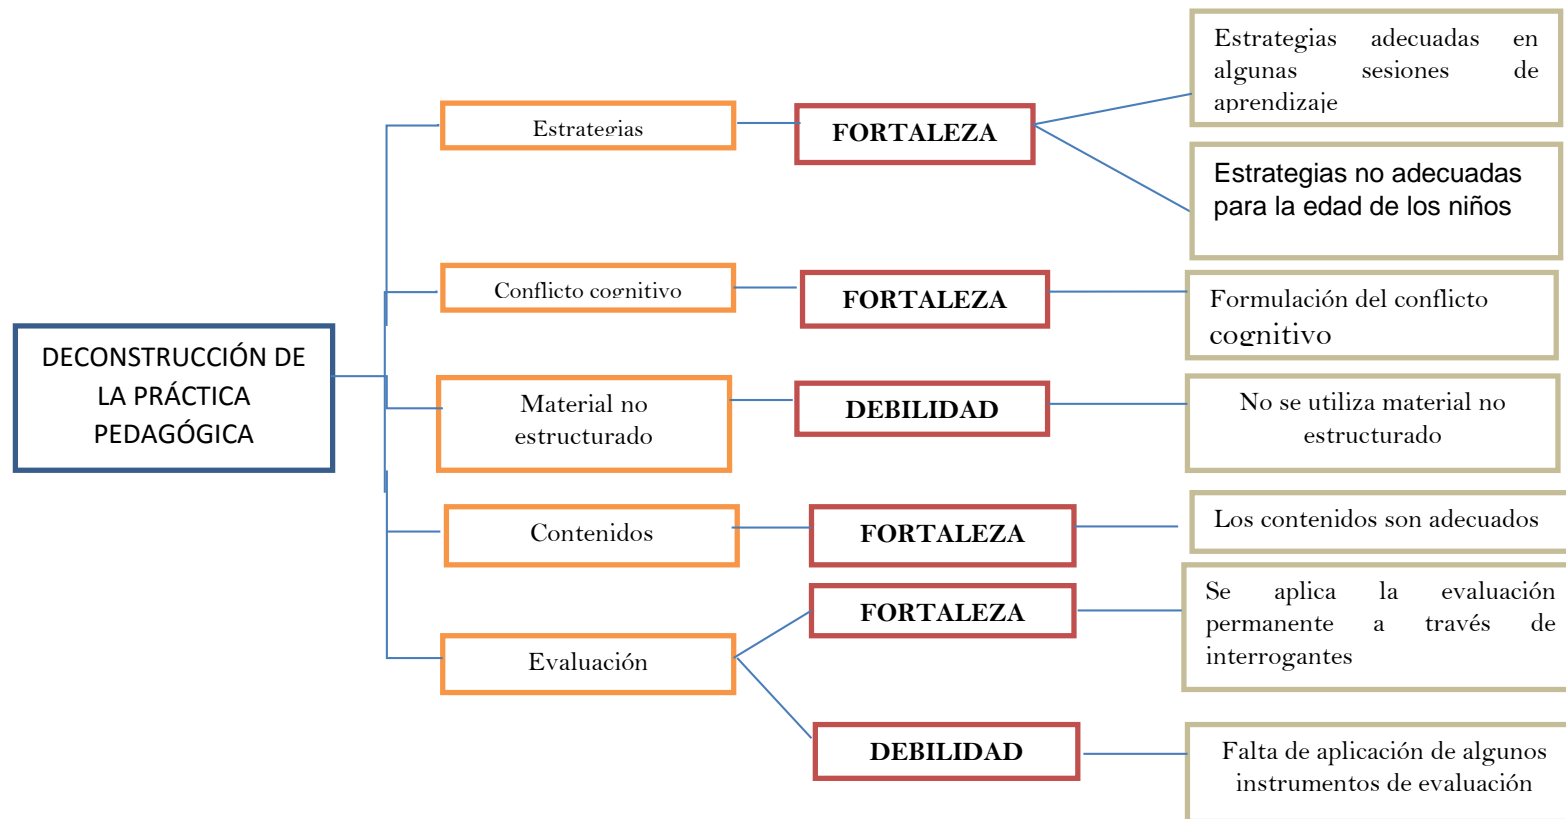 DECONSTRUCCIÓN DE
LA PRÁCTICA
PEDAGÓGICA
Estrategias
FORTALEZA
Estrategias adecuadas en
algunas sesiones de
aprendizaje
Estrategias no adecuadas
para la edad de los niños
Conflicto cognitivo
FORTALEZA
Formulación del conflicto
cognitivo
Material no
estructurado
DEBILIDAD
No se utiliza material no
estructurado
Contenidos
FORTALEZA
Los contenidos son adecuados
Evaluación
FORTALEZA
Se aplica la evaluación
permanente a través de
interrogantes
DEBILIDAD
Falta de aplicación de algunos
instrumentos de evaluación